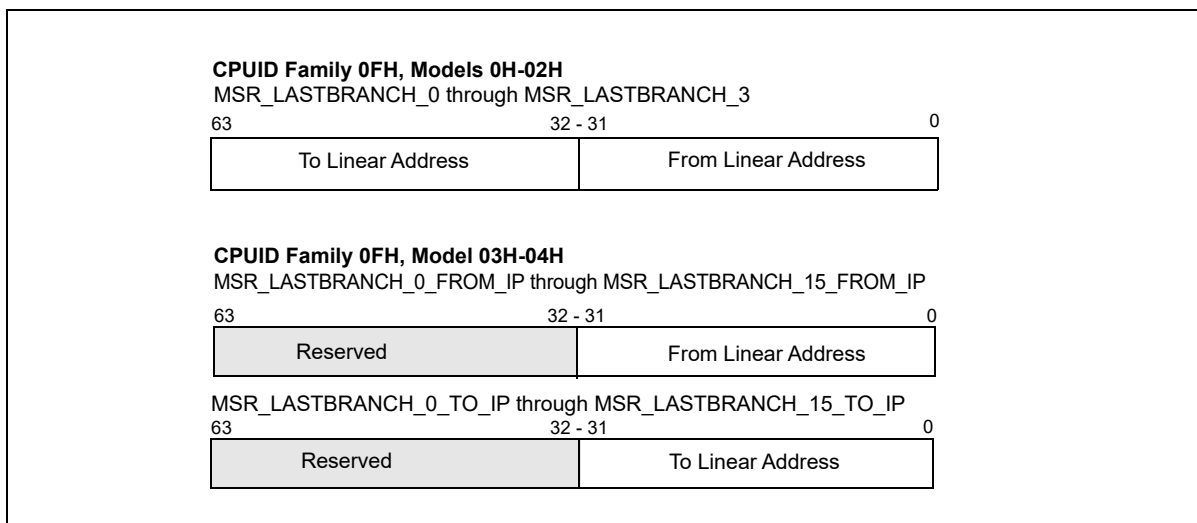 CPUID Family 0FH, Models 0H-02H
MSR_LASTBRANCH_0 through MSR_LASTBRANCH_3
63 32 - 31 0
To Linear Address From Linear Address
CPUID Family 0FH, Model 03H-04H
MSR_LASTBRANCH_0_FROM_IP through MSR_LASTBRANCH_15_FROM_IP
63 32 - 31 0
Reserved From Linear Address
MSR_LASTBRANCH_0_TO_IP through MSR_LASTBRANCH_15_TO_IP
63 32 - 31 0
Reserved To Linear Address